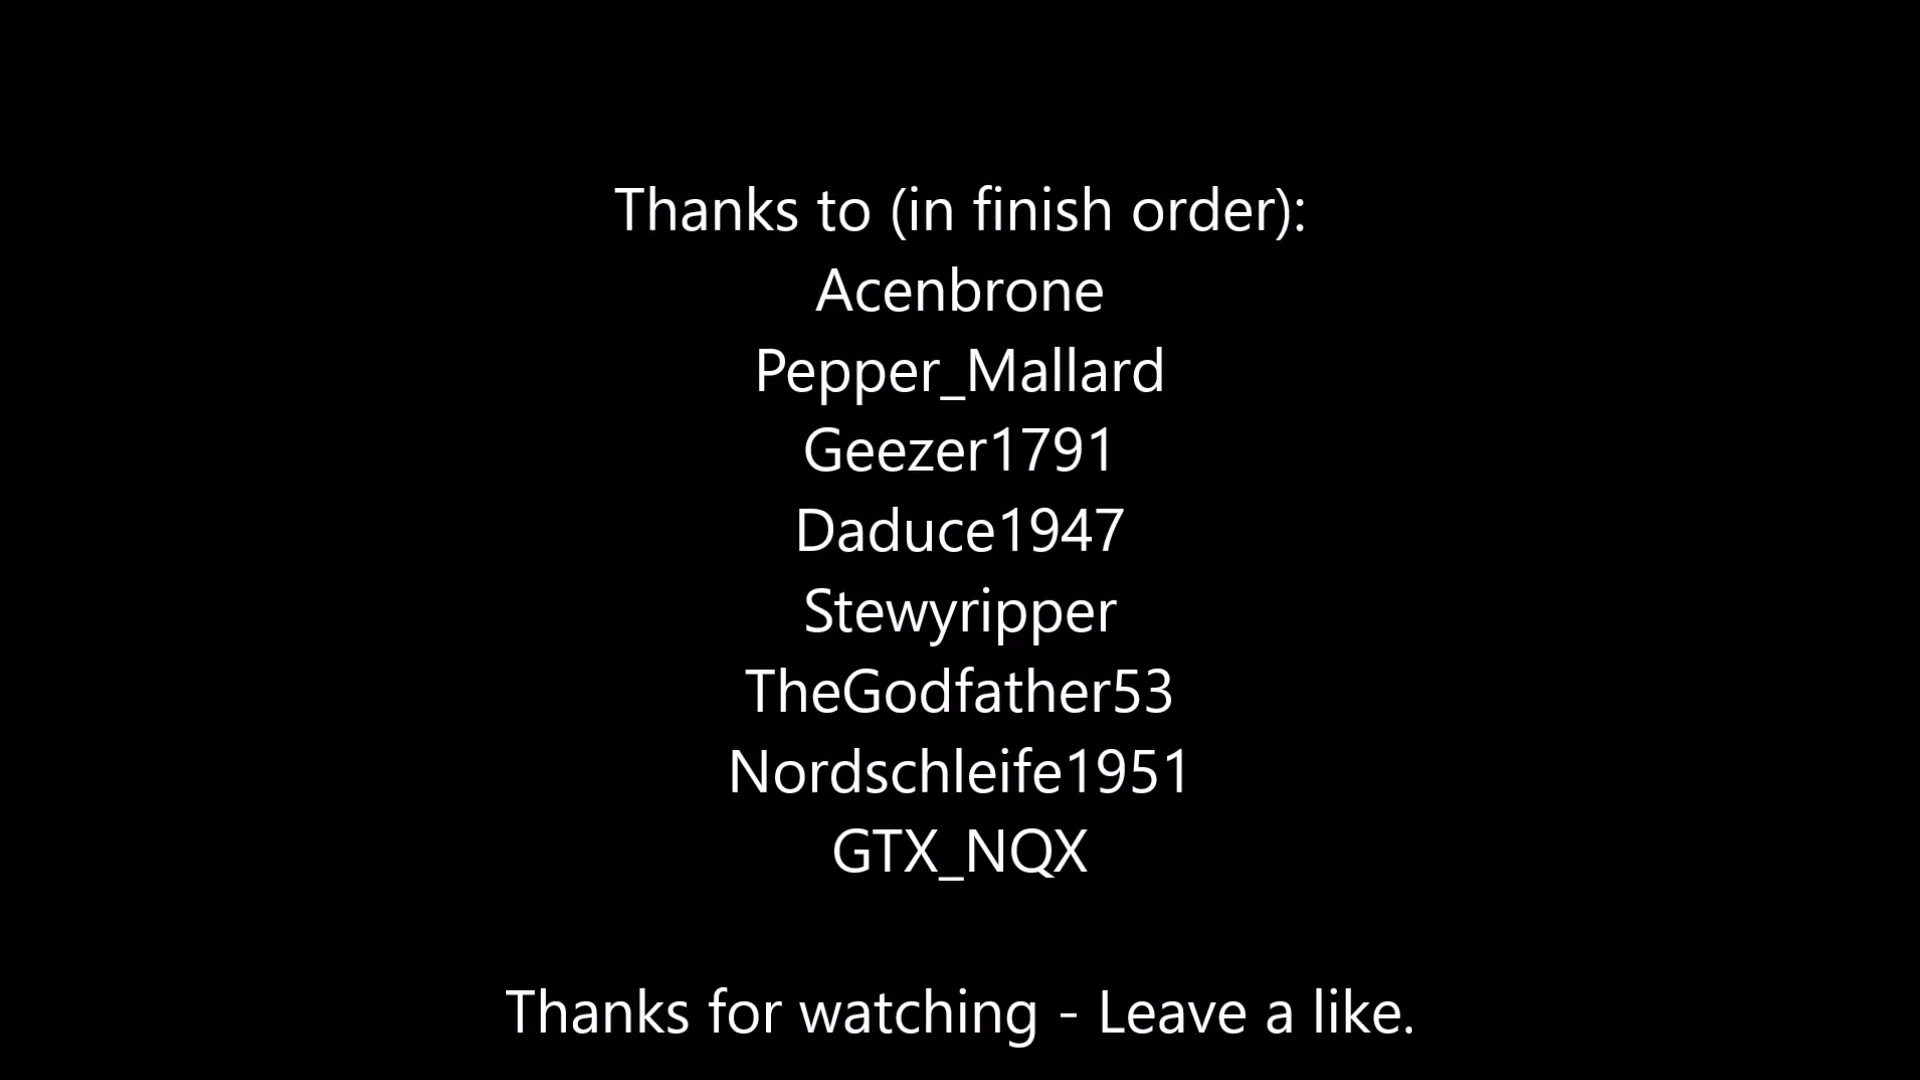 Thanks to (in finish order):
Acenbrone
Pepper_Mallard
Geezer1791
Daduce1947
Stewyripper
TheGodfather53
Nordschleife1951
GTX_NQX
Thanks for watching - Leave a like.